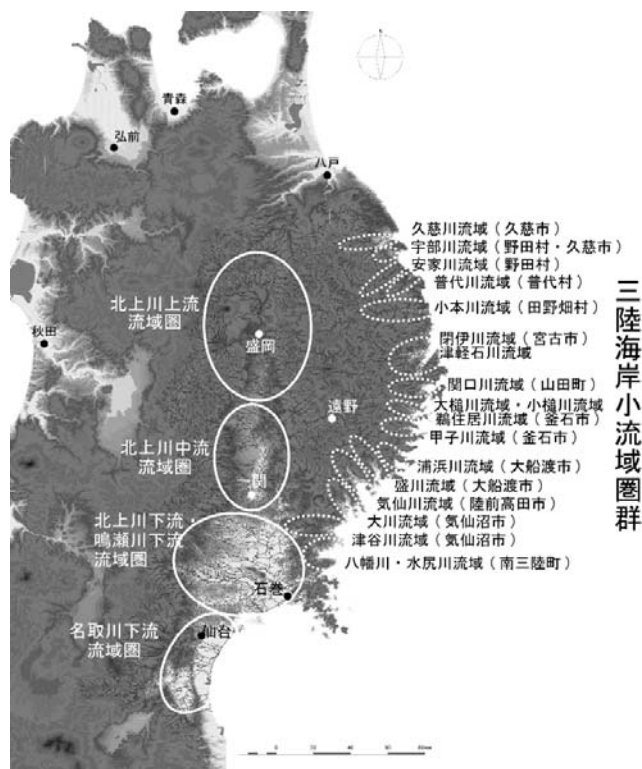 青森
弘前
八戸
久慈川流域（久慈市）
宇部川流域（野田村・久慈市）
安家川流域（野田村）
普代川流域（普代村）
小本川流域（田野畑村）
閉伊川流域（宮古市）
津軽石川流域
関口川流域（山田町）
大槌川流域・小槌川流域
鵜住居川流域（釜石市）
甲子川流域（釜石市）
浦浜川流域（大船渡市）
盛川流域（大船渡市）
気仙川流域（陸前高田市）
大川流域（気仙沼市）
津谷川流域（気仙沼市）
八幡川・水尻川流域（南三陸町）
三陸海岸小流域圏群
北上川上流
流域圏
秋田
盛岡
遠野
北上川中流
流域圏
一関
北上川下流・
鳴瀬川下流
流域圏
石巻
名取川下流
流域圏
仙台